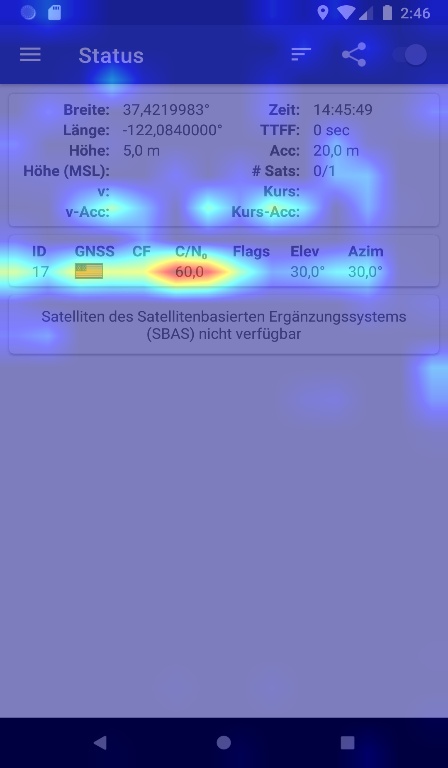 2:46
Status
Breite: 37,4219983° Zeit: 14:45:49
Länge: -122,0840000° TTFF: 0 sec
Höhe: 5,0 m Acc: 20,0 m
Höhe (MSL): # Sats: 0/1
v: Kurs:
v-Acc: Kurs-Acc:
ID GNSS CF C/N₀ Flags Elev Azim
17 60,0 30,0° 30,0°
Satelliten des Satellitenbasierten Ergänzungssystems
(SBAS) nicht verfügbar